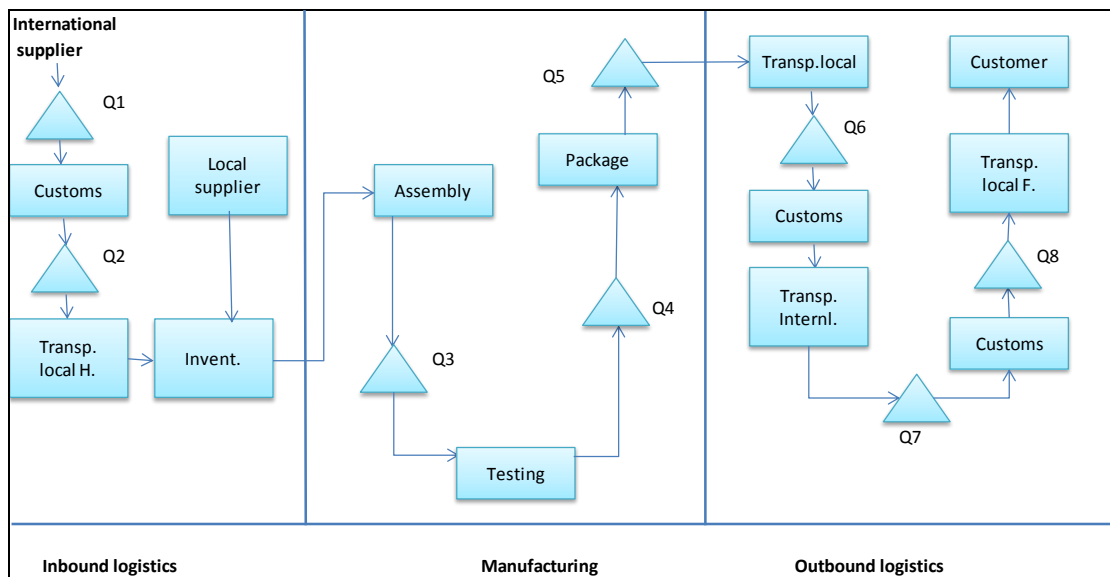 International
supplier
Q1
Customs
Q2
Transp.
local H.
Local
supplier
Invent.
Assembly
Q3
Testing
Q4
Package
Q5
Transp.local
Q6
Customs
Transp.
Internl.
Q7
Customs
Q8
Transp.
local F.
Customer
Inbound logistics
Manufacturing
Outbound logistics